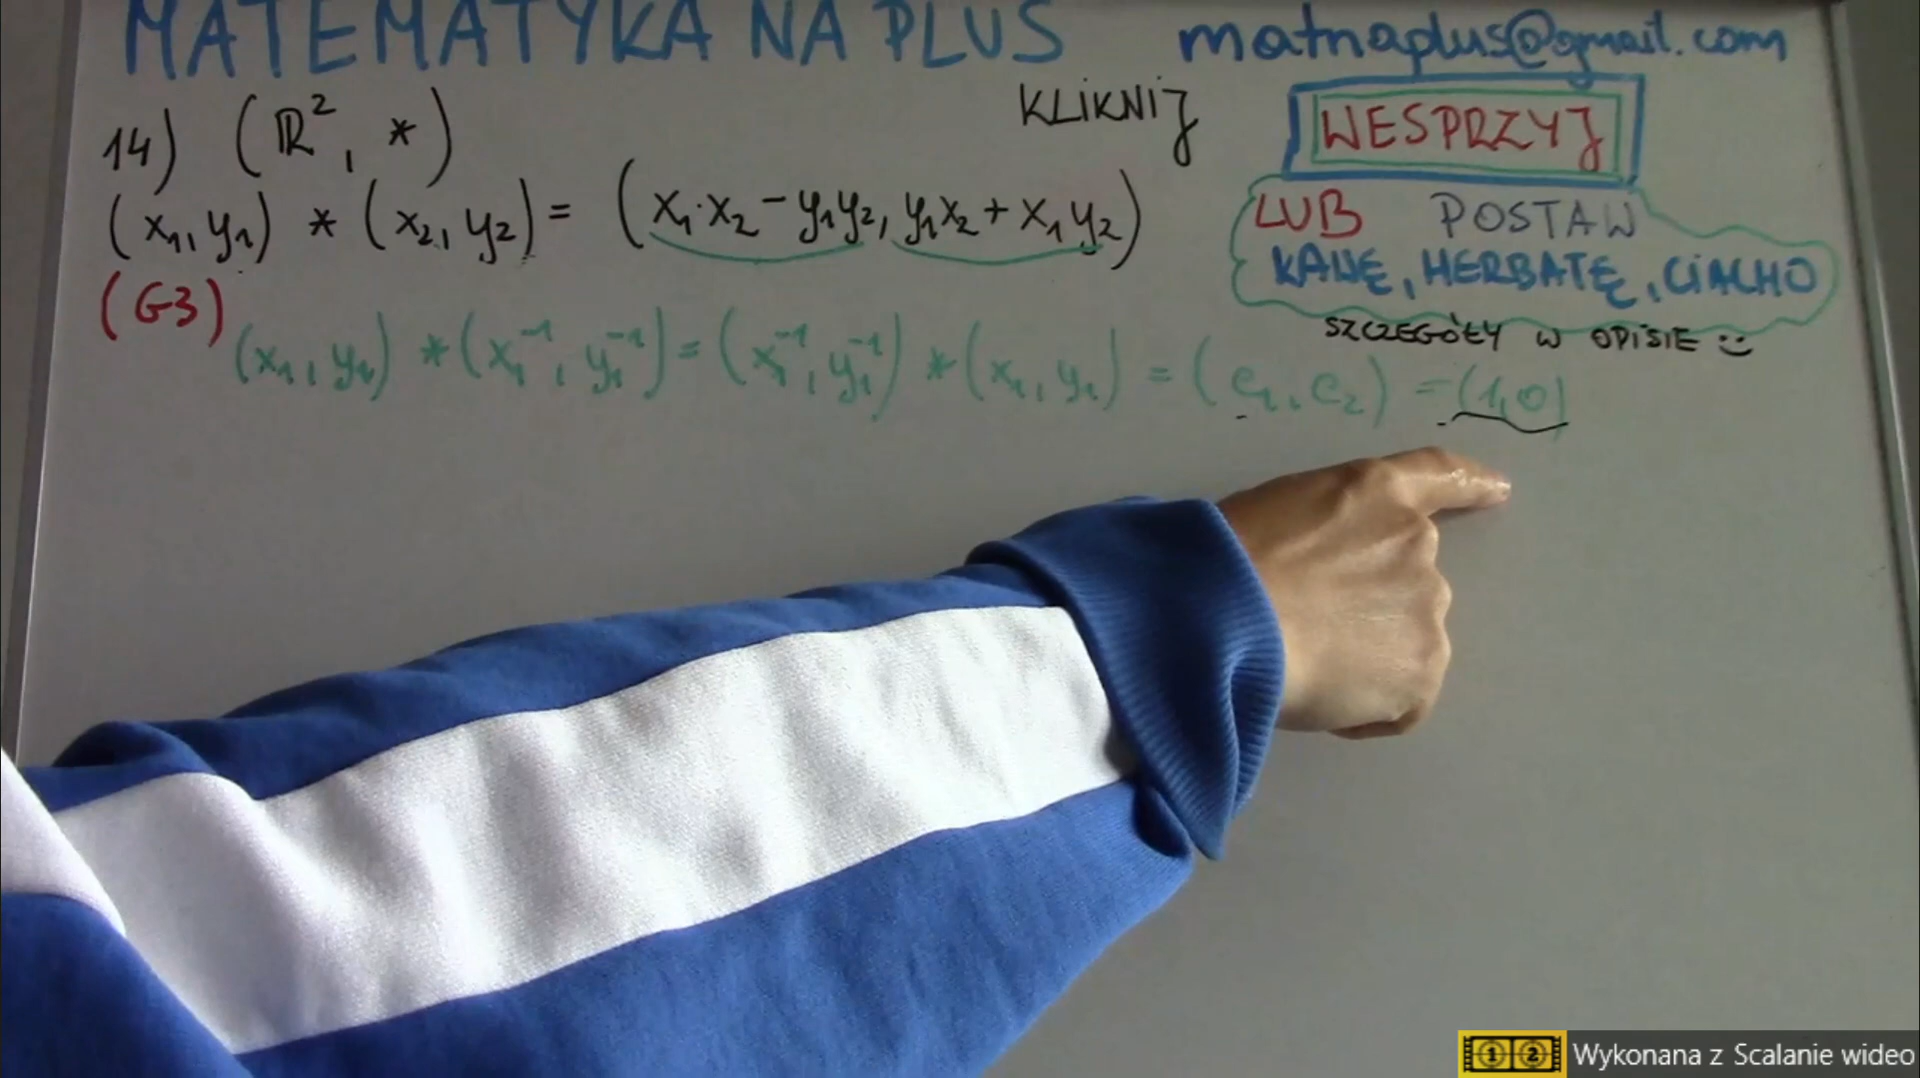 MATEMATYKA NA PLUS
matnaplus@gmail.com
14) (ℝ², *)
KLIKNIJ
WESPRZYJ
(x₁, y₁) * (x₂, y₂) = (x₁·x₂ - y₁y₂, y₁x₂ + x₁y₂)
LUB POSTAW
KAWĘ, HERBATĘ, CIACHO
SZCZEGÓŁY W OPISIE :)
(G3)
(x₁, y₁) * (x₁⁻¹, y₁⁻¹) = (x₁⁻¹, y₁⁻¹) * (x₁, y₁) = (e₁, e₂) = (1,0)
1 2 Wykonana z Scalanie wideo